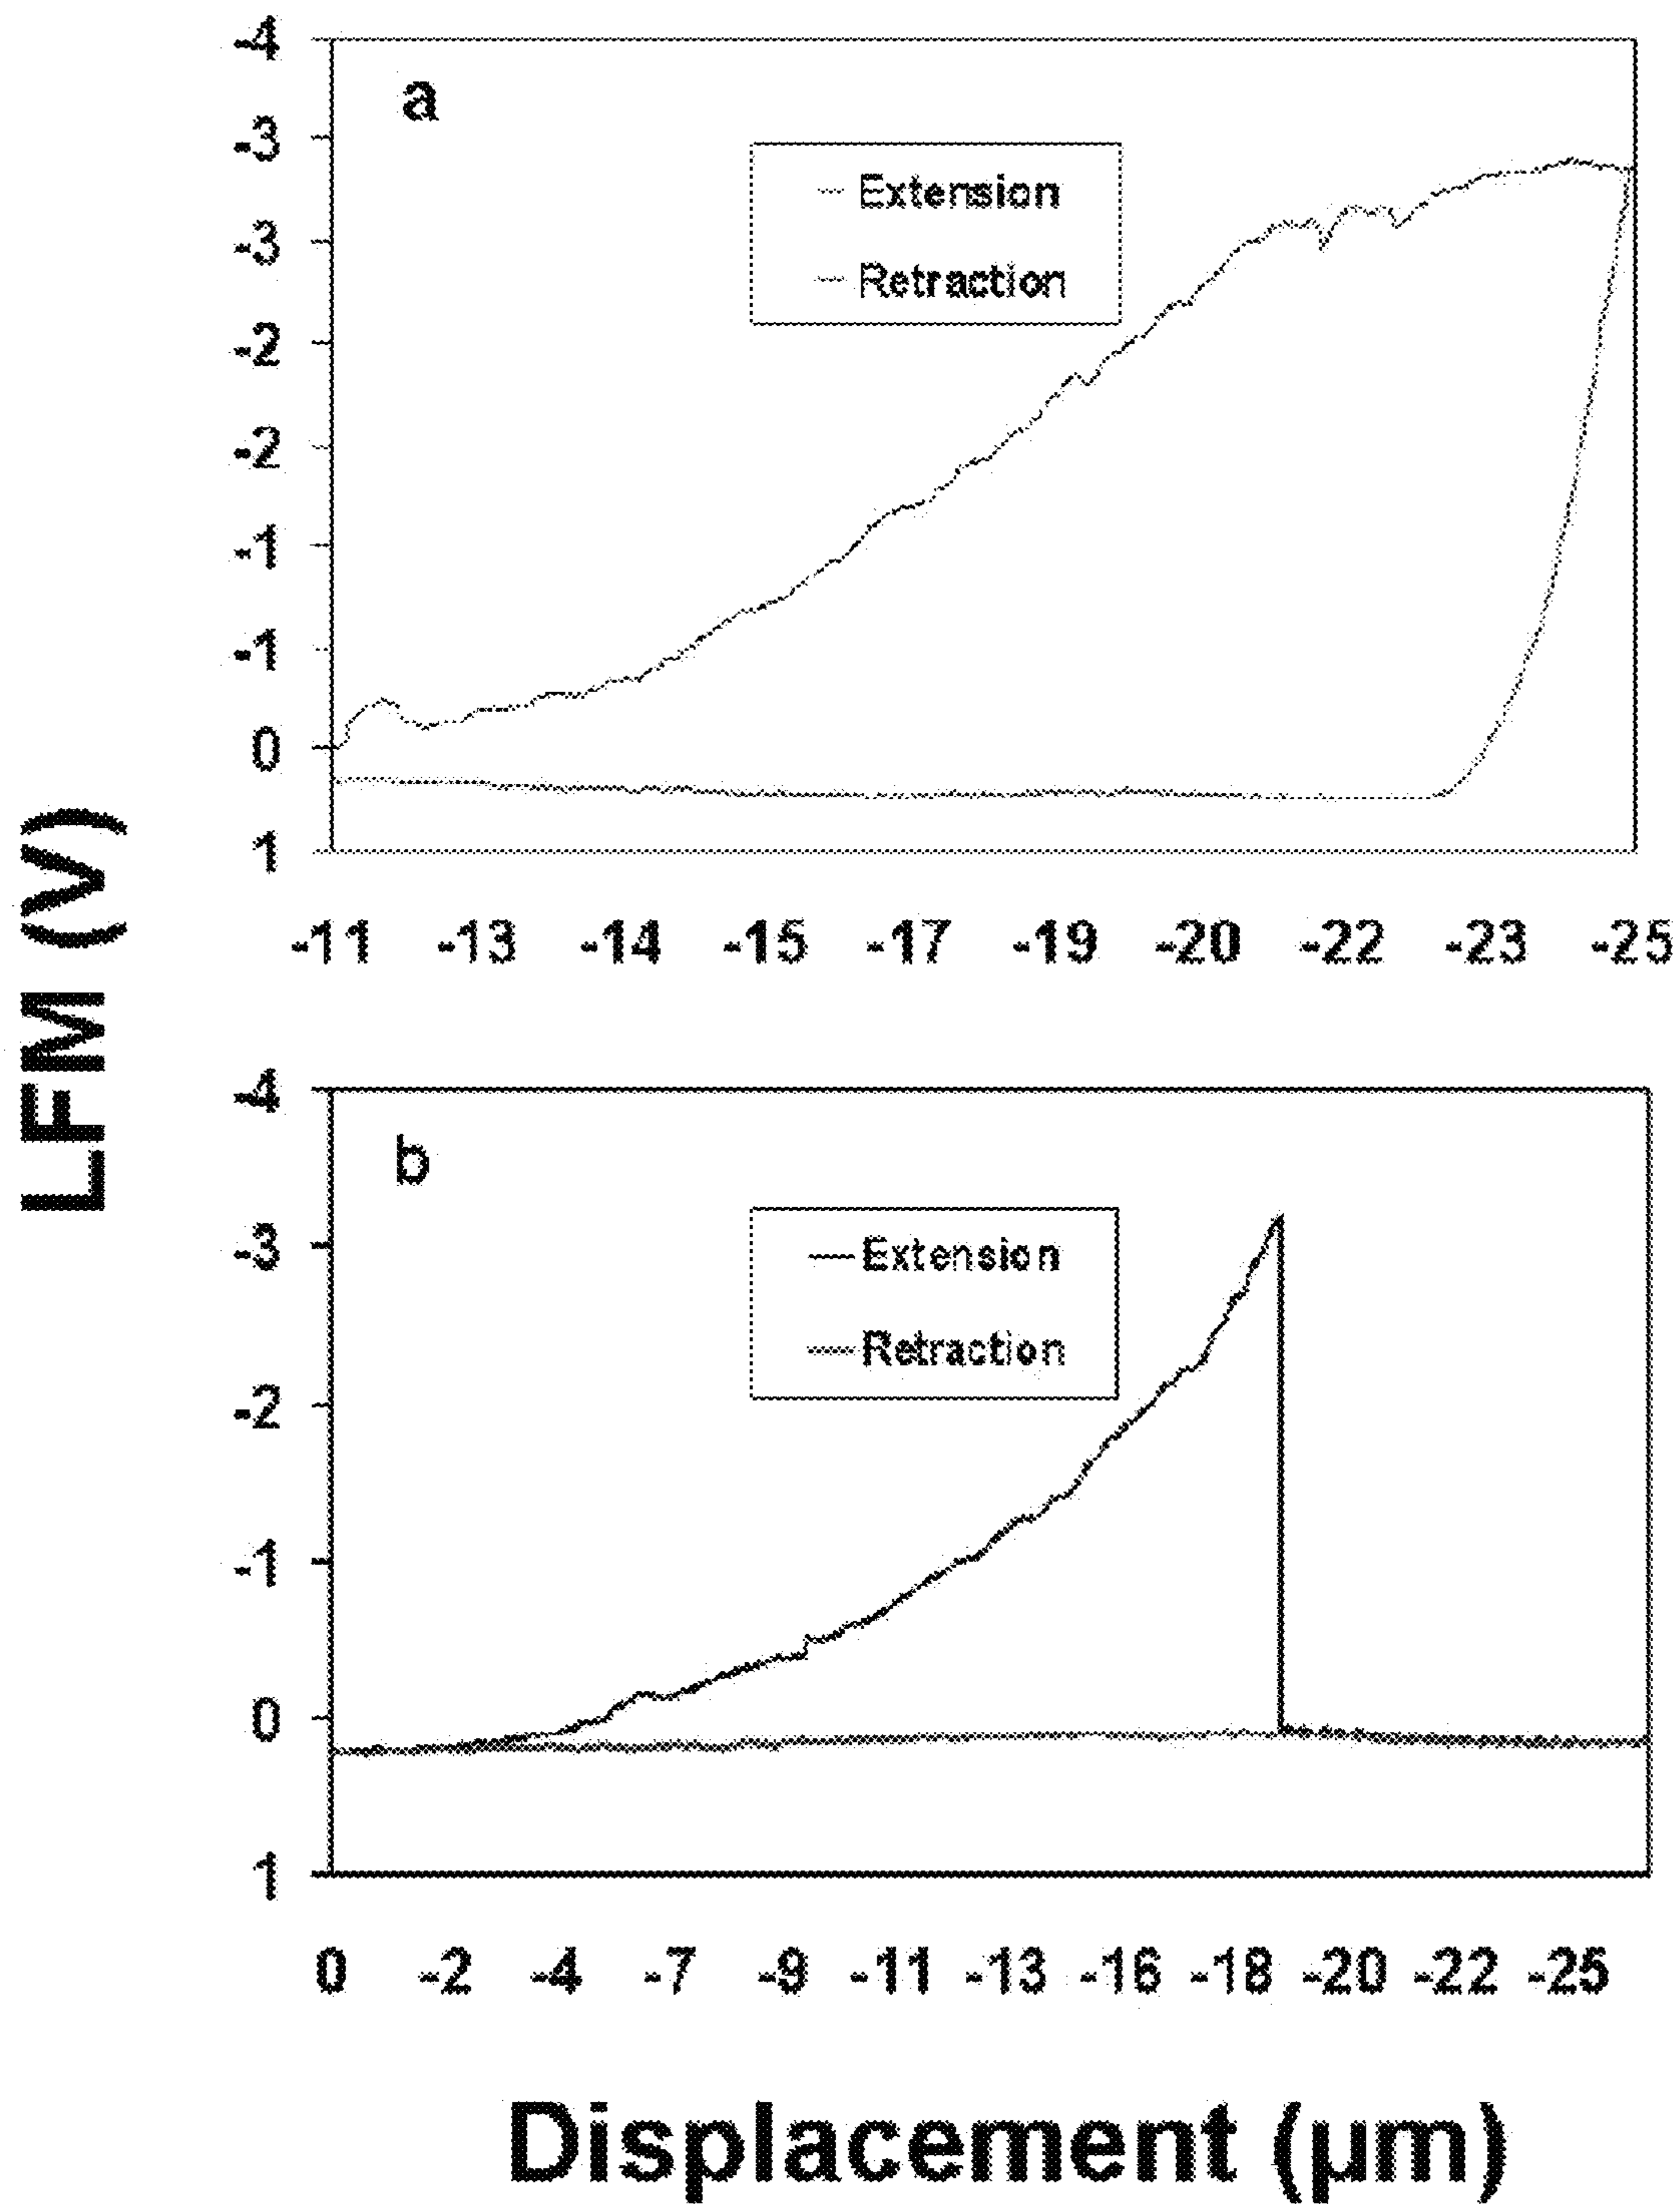 -4
a
-3
Extension
-3
Retraction
-2
-2
-1
-1
0
1
-11 -13 -14 -15 -17 -19 -20 -22 -23 -25
LFM (V)
-4
b
-3
Extension
Retraction
-2
-1
0
1
0 -2 -4 -7 -9 -11 -13 -16 -18 -20 -22 -25
Displacement (µm)